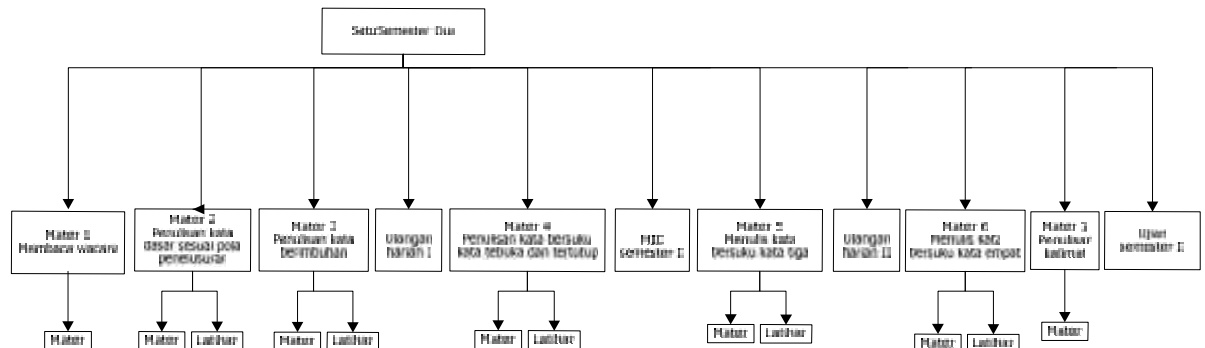 Satu Semester Dua
Materi 1
Membaca wacana
Materi 2
Penulisan kata
dasar sesuai pola
penelusuran
Materi 3
Penulisan kata
berimbuhan
Ulangan
harian I
Materi 4
Penulisan kata bersuku
kata tebuka dan tertutup
MID
semester II
Materi 5
Menulis kata
bersuku kata tiga
Ulangan
harian II
Materi 6
Menulis kata
bersuku kata empat
Penulisan
kalimat
Ujian
semester II
Materi
Materi
Latihan
Materi
Latihan
Materi
Latihan
Materi
Latihan
Materi
Latihan
Materi